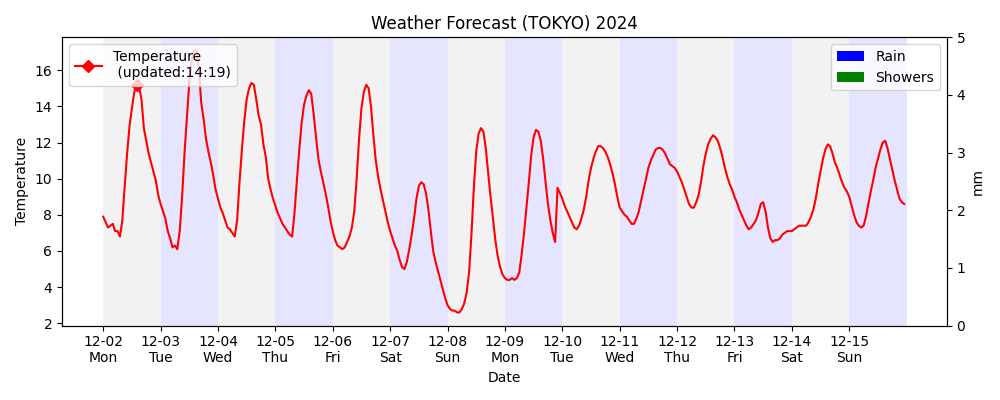 Weather Forecast (TOKYO) 2024
Temperature
(updated:14:19)
Rain
Showers
Temperature
16
14
12
10
8
6
4
2
5
4
3
2
1
0
mm
12-02 12-03 12-04 12-05 12-06 12-07 12-08 12-09 12-10 12-11 12-12 12-13 12-14 12-15
Mon Tue Wed Thu Fri Sat Sun Mon Tue Wed Thu Fri Sat Sun
Date